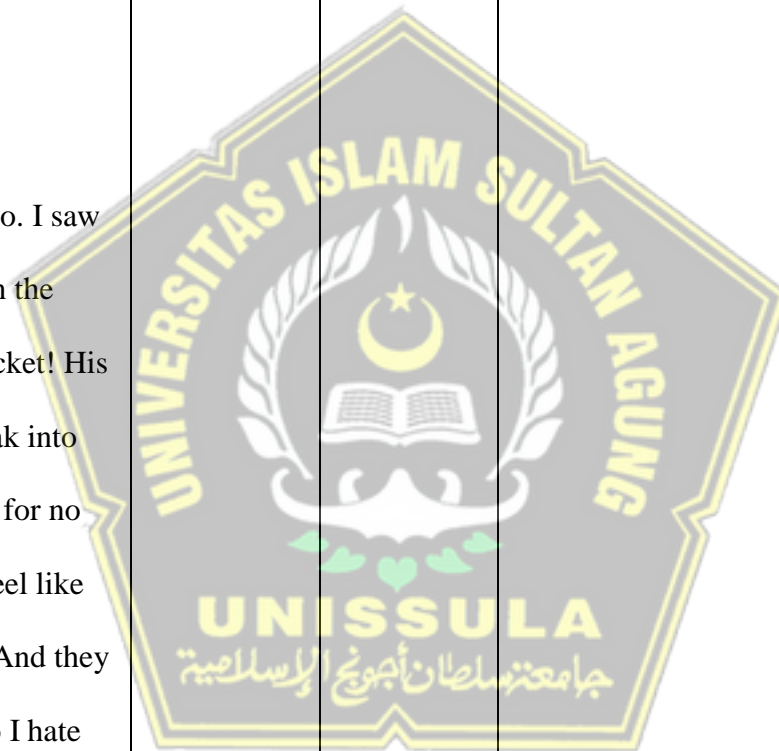 o. I saw
n the
cket! His
ak into
for no
eel like
And they
I hate
UNIVERSITAS ISLAM SULTAN AGUNG
UNISSULA
جامعة سلطان أجونج الإسلامية